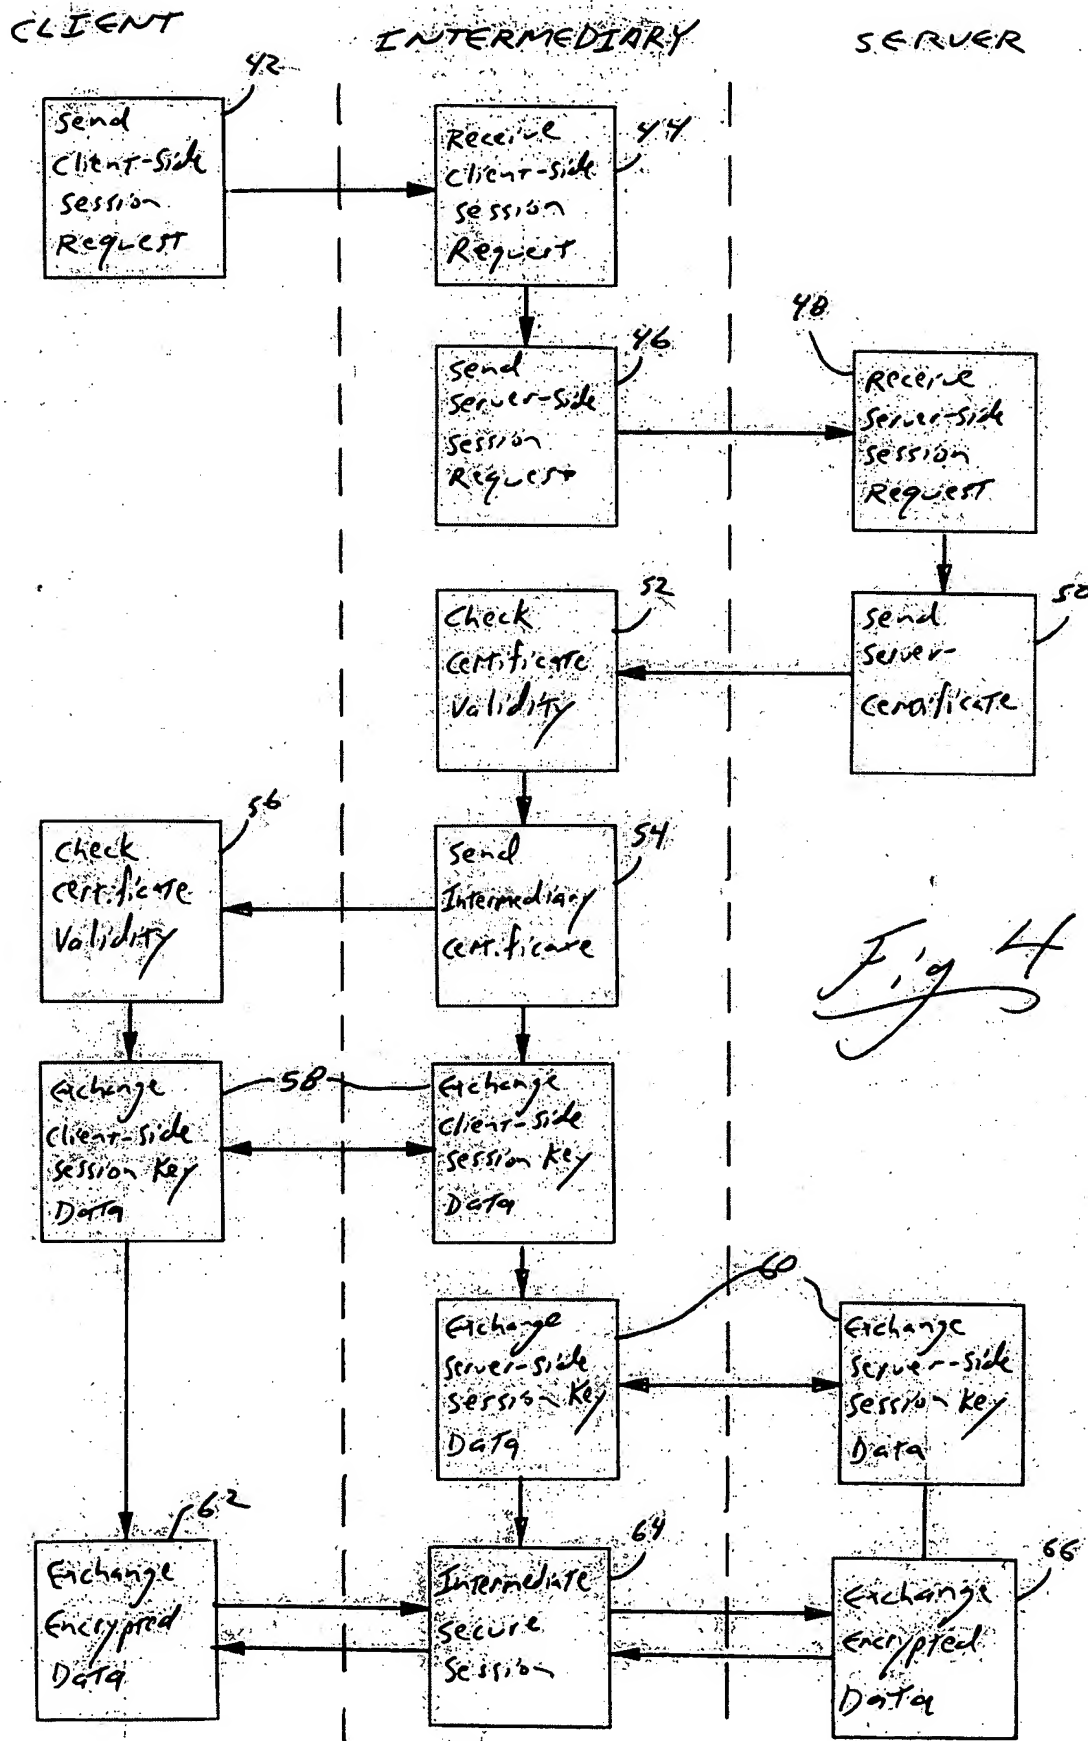 CLIENT
INTERMEDIARY
SERVER
42
Send
Client-Side
Session
Request
44
Receive
Client-Side
Session
Request
46
Send
Server-Side
Session
Request
48
Receive
Server-Side
Session
Request
50
Send
Server-
Certificate
52
Check
Certificate
Validity
54
Send
Intermediary
Certificate
56
Check
Certificate
Validity
Fig 4
58
Exchange
Client-Side
Session Key
Data
Exchange
Client-Side
Session Key
Data
60
Exchange
Server-Side
Session Key
Data
Exchange
Server-Side
Session Key
Data
62
Exchange
Encrypted
Data
64
Intermediate
Secure
Session
66
Exchange
Encrypted
Data